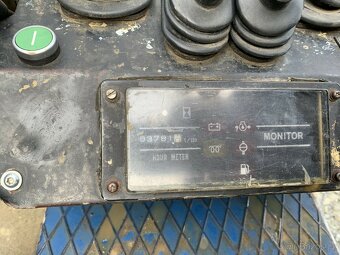 03781
(1/10)
HOUR METER
MONITOR